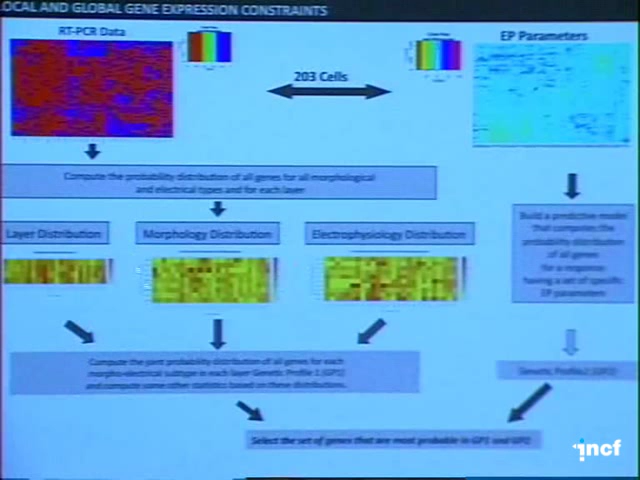 LOCAL AND GLOBAL GENE EXPRESSION CONSTRAINTS
RT-PCR Data
EP Parameters
203 Cells
Compute the probability distribution of all genes for all morphological
and electrical types and for each layer
Layer Distribution
Morphology Distribution
Electrophysiology Distribution
Build a predictive model
that computes the
probability distribution
of all genes
for a response
having a set of specific
EP parameters
Compute the joint probability distribution of all genes for each
morpho-electrical subtype in each layer Genetic Profile 1 (GP1)
and compute some other statistics based on these distributions.
Genetic Profile2 (GP2)
Select the set of genes that are most probable in GP1 and GP2
incf